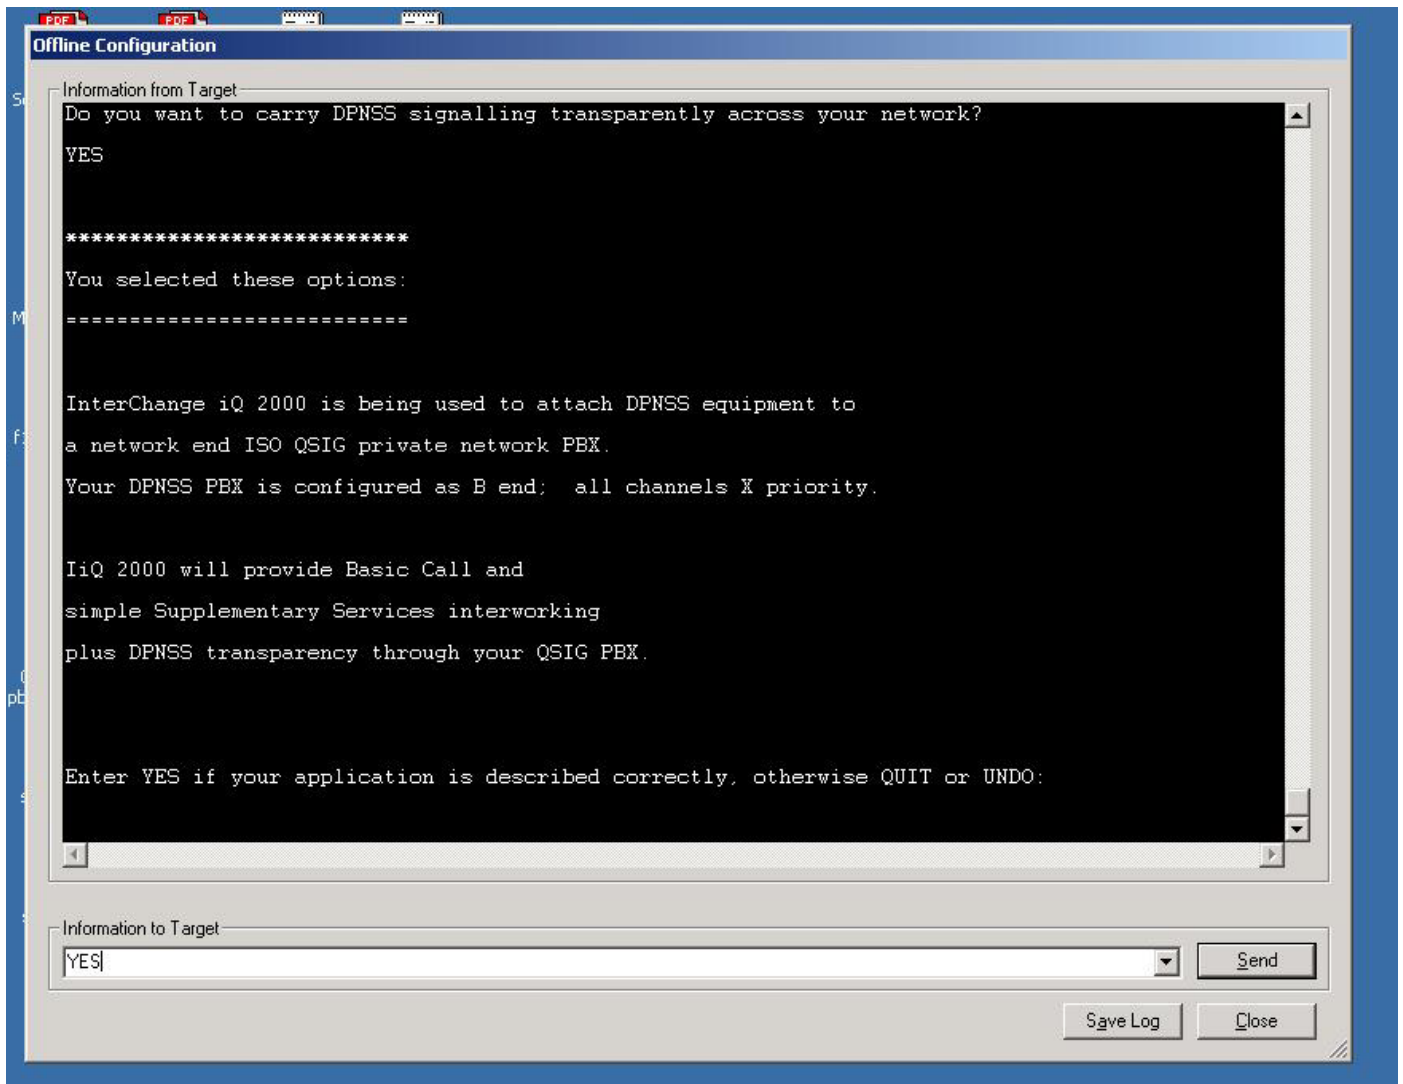 PDF PDF
Offline Configuration
Information from Target
Do you want to carry DPNSS signalling transparently across your network?
YES
***************************
You selected these options:
===========================
InterChange iQ 2000 is being used to attach DPNSS equipment to
a network end ISO QSIG private network PBX.
Your DPNSS PBX is configured as B end;  all channels X priority.
IiQ 2000 will provide Basic Call and
simple Supplementary Services interworking
plus DPNSS transparency through your QSIG PBX.
Enter YES if your application is described correctly, otherwise QUIT or UNDO:
Information to Target
YES
Send
Save Log
Close